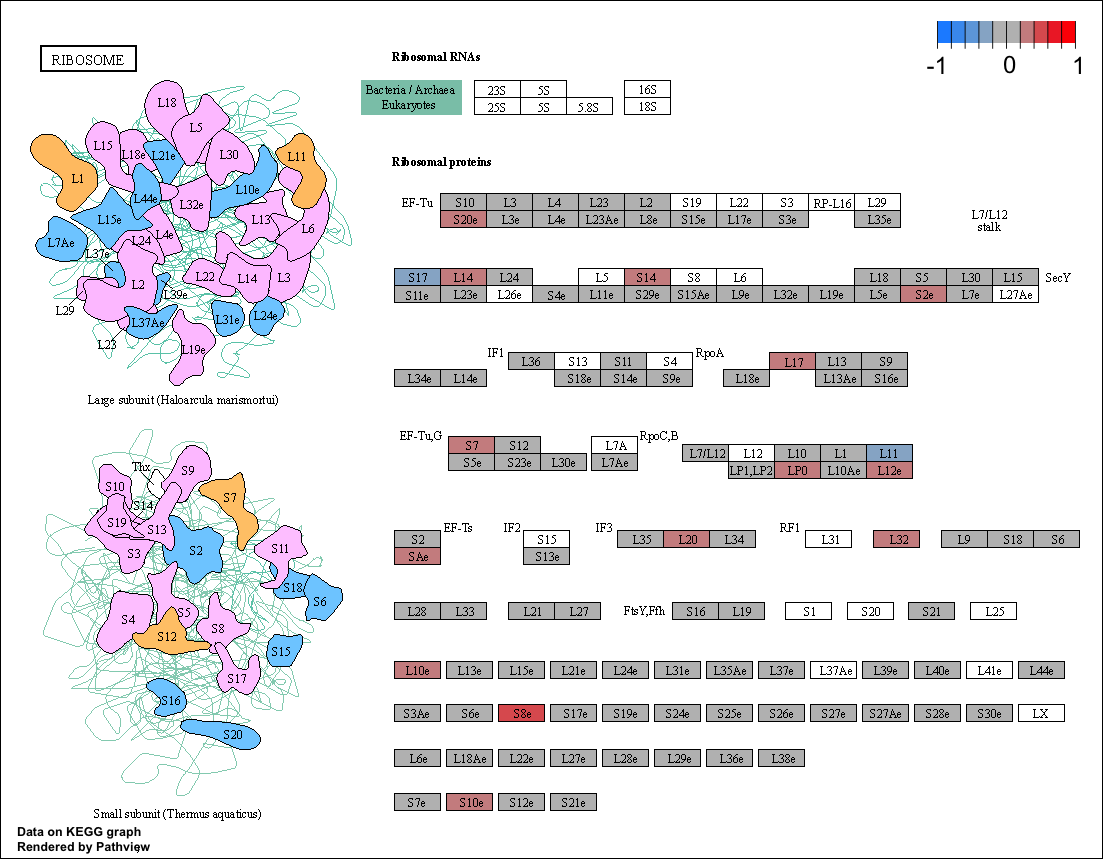 RIBOSOME
L18
L5
L15
L18e
L21e
L30
L11
L1
L10e
L44e
L32e
L15e
L13
L6
L7Ae
L24
L4e
L37e
L22
L14
L3
L2
L39e
L29
L37Ae
L31e
L24e
L23
L19e
Large subunit (Haloarcula marismortui)
Thx
S9
S10
S7
S14
S19
S13
S3
S2
S11
S18
S6
S4
S5
S8
S12
S15
S17
S16
S20
Small subunit (Thermus aquaticus)
Data on KEGG graph
Rendered by Pathview
-1 0 1
Ribosomal RNAs
Bacteria / Archaea 23S 5S 16S
Eukaryotes 25S 5S 5.8S 18S
Ribosomal proteins
EF-Tu S10 L3 L4 L23 L2 S19 L22 S3 RP-L16 L29
S20e L3e L4e L23Ae L8e S15e L17e S3e L35e
L7/L12
stalk
S17 L14 L24 L5 S14 S8 L6 L18 S5 L30 L15 SecY
S11e L23e L26e S4e L11e S29e S15Ae L9e L32e L19e L5e S2e L7e L27Ae
IF1 L36 S13 S11 S4 RpoA L17 L13 S9
L34e L14e S18e S14e S9e L18e L13Ae S16e
EF-Tu,G S7 S12 L7A RpoC,B L7/L12 L12 L10 L1 L11
S5e S23e L30e L7Ae LP1,LP2 LP0 L10Ae L12e
S2 EF-Ts IF2 S15 IF3 L35 L20 L34 RF1 L31 L32 L9 S18 S6
SAe S13e
L28 L33 L21 L27 FtsY,Ffh S16 L19 S1 S20 S21 L25
L10e L13e L15e L21e L24e L31e L35Ae L37e L37Ae L39e L40e L41e L44e
S3Ae S6e S8e S17e S19e S24e S25e S26e S27e S27Ae S28e S30e LX
L6e L18Ae L22e L27e L28e L29e L36e L38e
S7e S10e S12e S21e